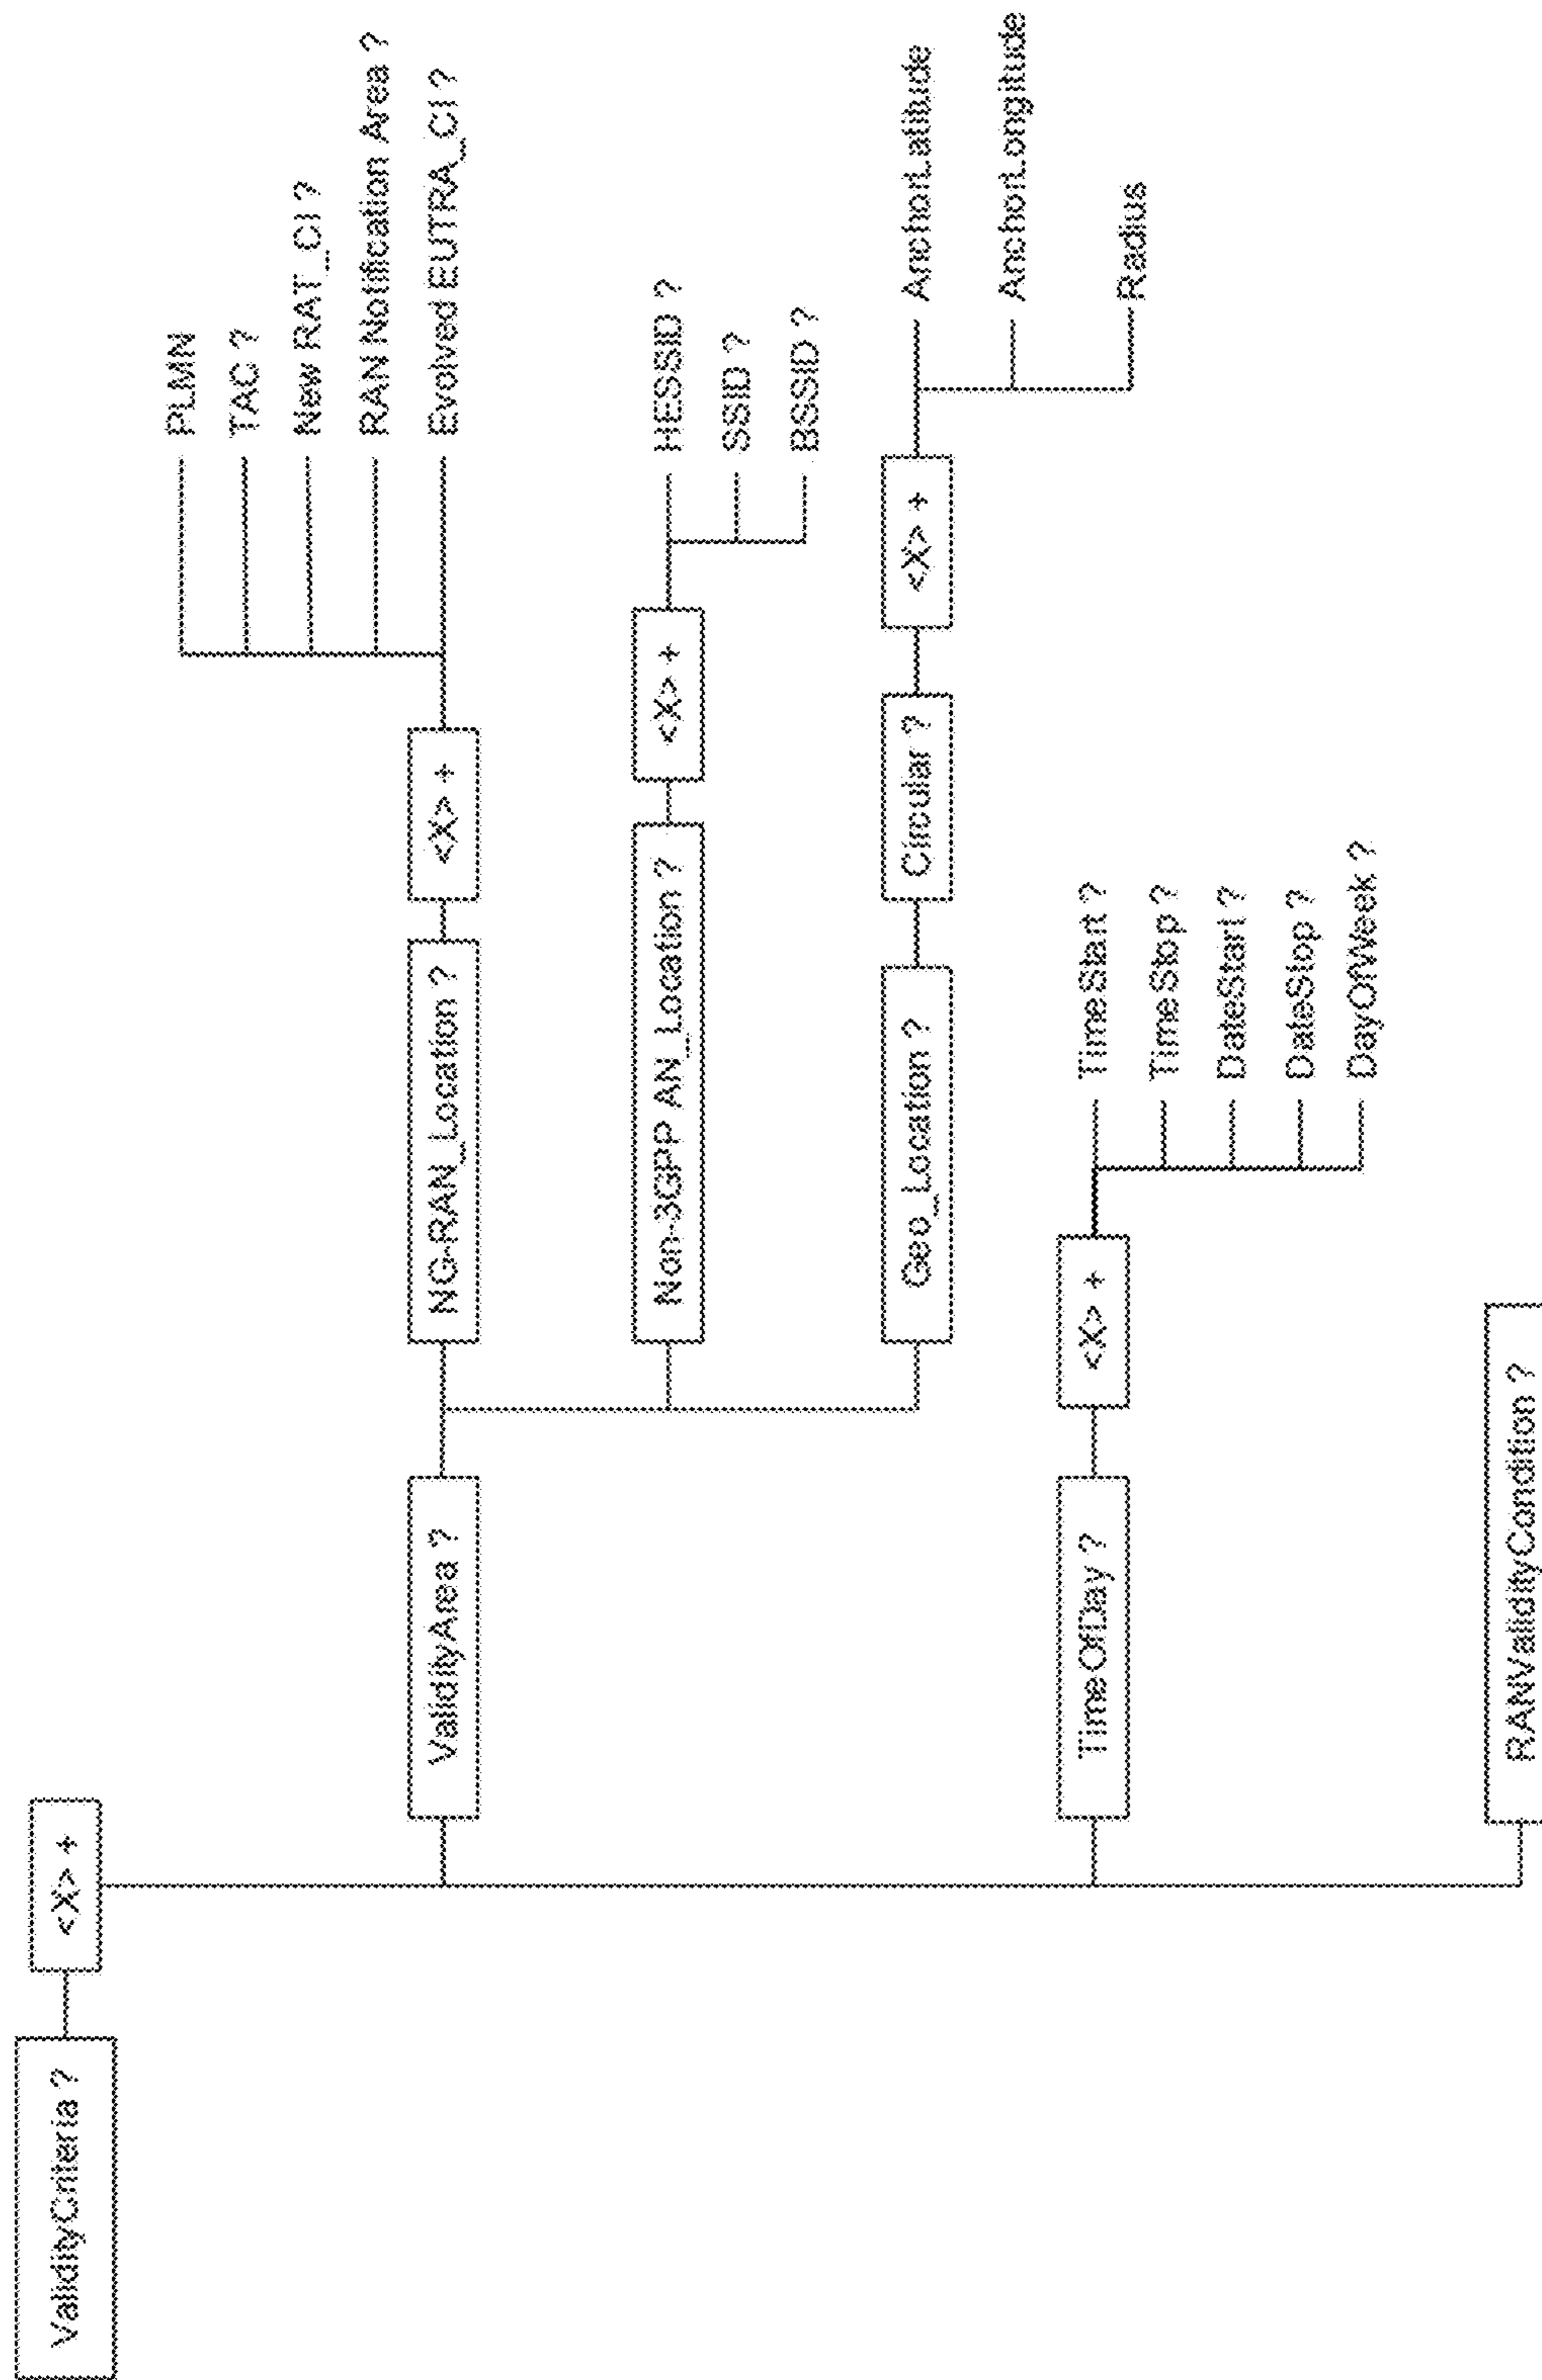 ValidityCriteria ?
<X> +
ValidityArea ?
NG-RAN_Location ?
<X> +
PLMN
TAC ?
New RAT_CI ?
RAN Notification Area ?
Evolved EUTRA_CI ?
Non-3GPP AN_Location ?
<X> +
HESSID ?
SSID ?
BSSID ?
Geo_Location ?
Circular ?
<X> +
AnchorLatitude
AnchorLongitude
Radius
TimeOfDay ?
<X> +
TimeStart ?
TimeStop ?
DateStart ?
DateStop ?
DayOfWeek ?
RANValidityCondition ?